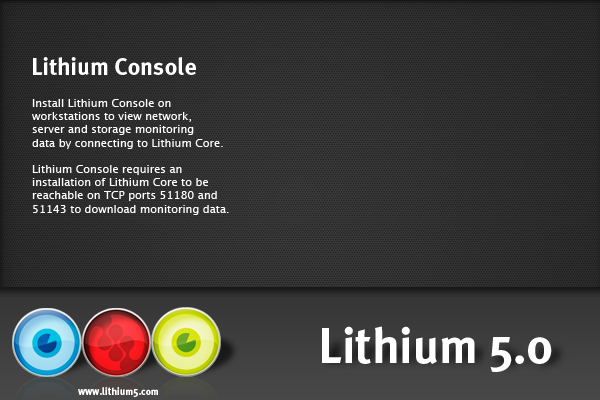 Lithium Console
Install Lithium Console on
workstations to view network,
server and storage monitoring
data by connecting to Lithium Core.
Lithium Console requires an
installation of Lithium Core to be
reachable on TCP ports 51180 and
51143 to download monitoring data.
Lithium 5.0
www.lithium5.com